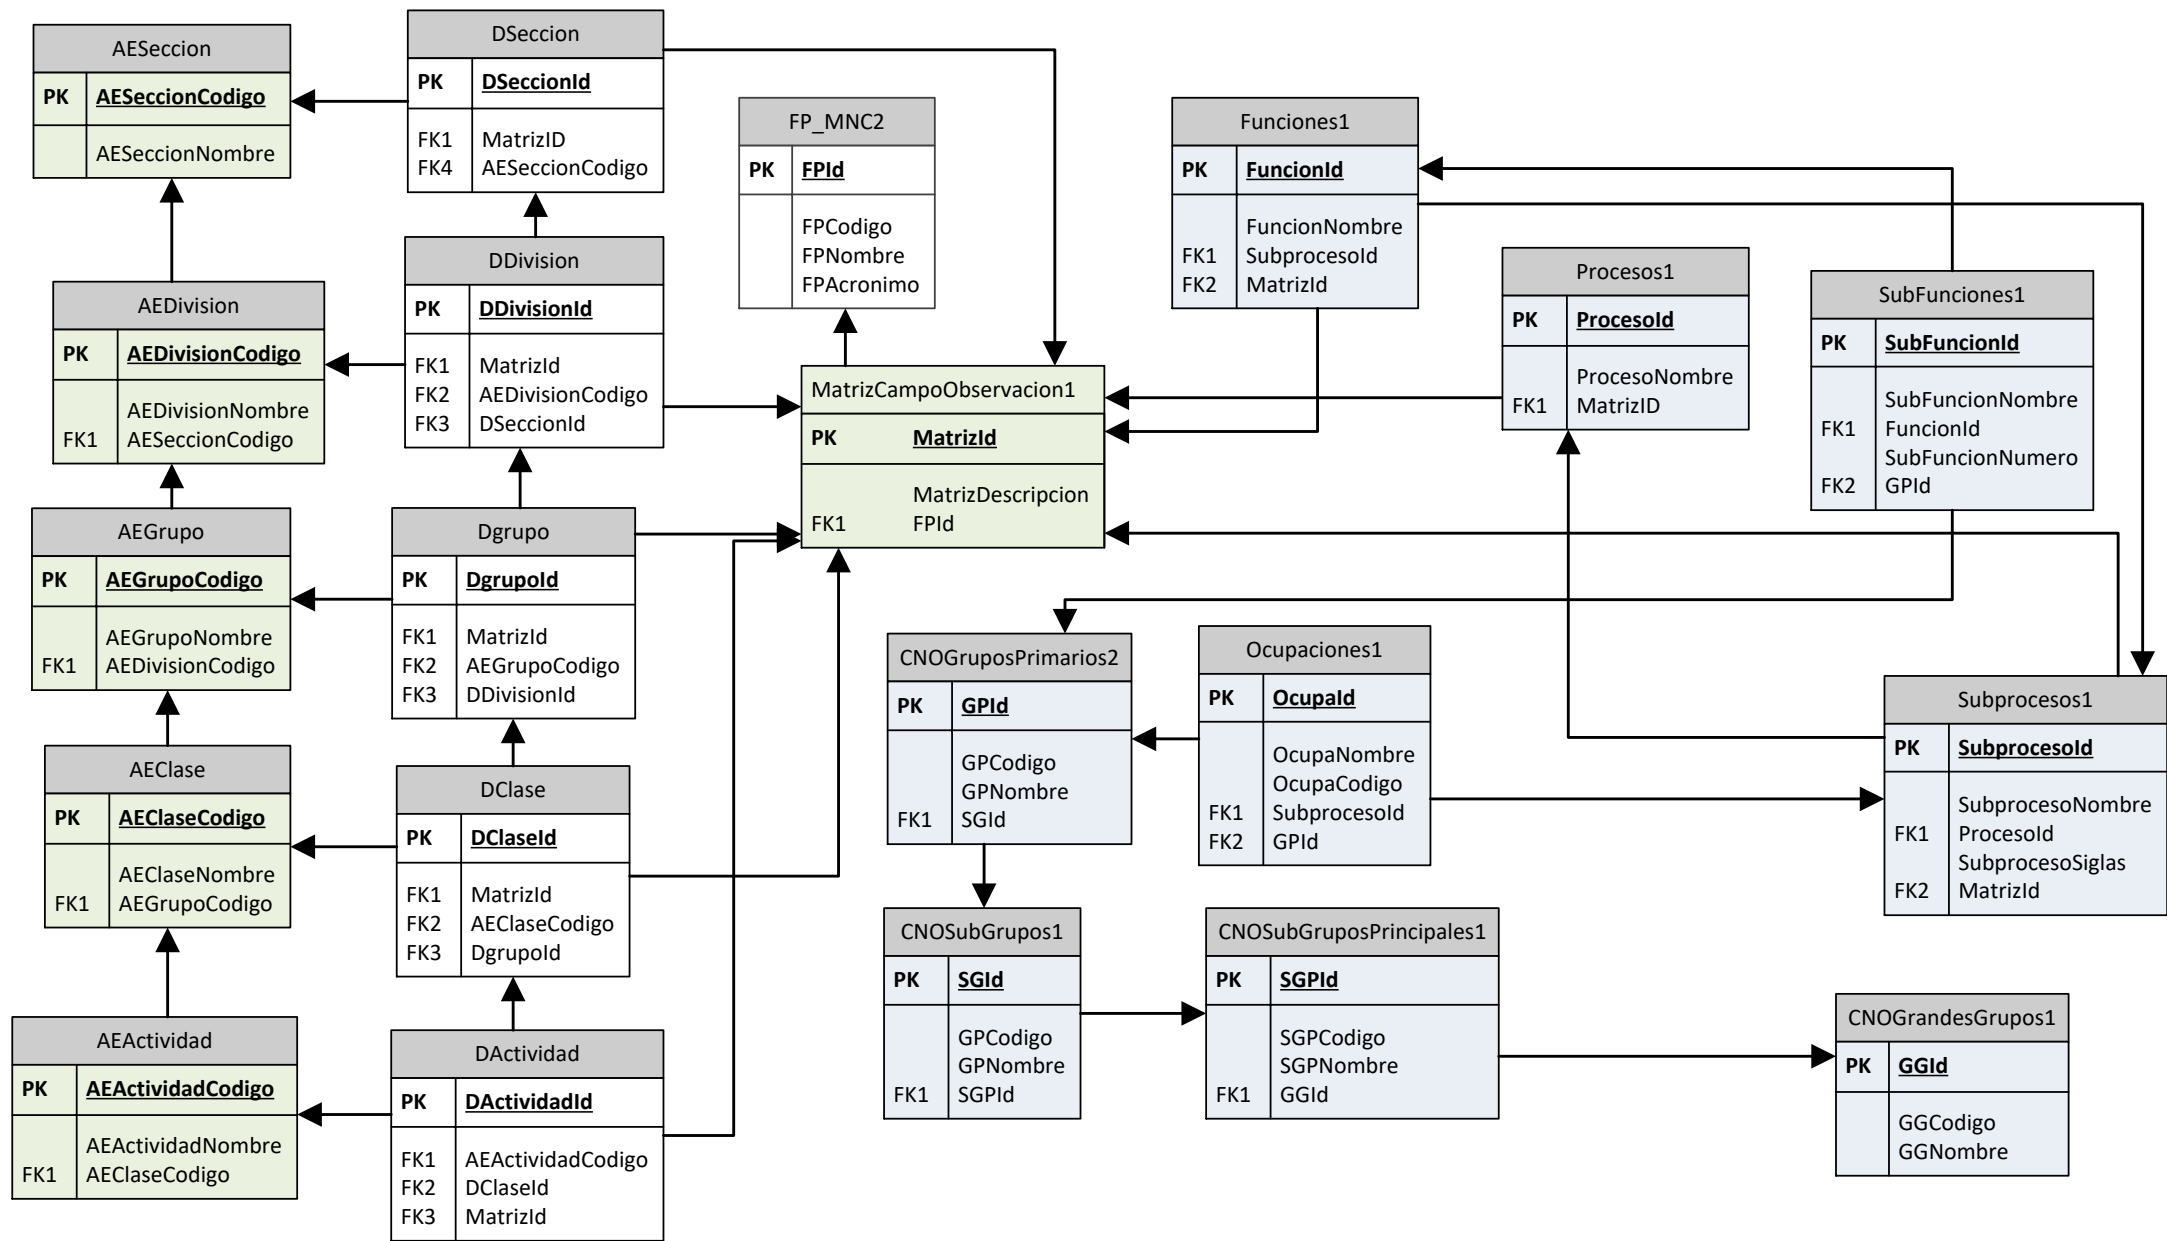 AESeccion
PK AESeccionCodigo
AESeccionNombre
DSeccion
PK DSeccionId
FK1 MatrizID
FK4 AESeccionCodigo
FP_MNC2
PK FPId
FPCodigo
FPNombre
FPAcronimo
Funciones1
PK FuncionId
FuncionNombre
FK1 SubprocesoId
FK2 MatrizId
Procesos1
PK ProcesoId
ProcesoNombre
FK1 MatrizID
SubFunciones1
PK SubFuncionId
SubFuncionNombre
FK1 FuncionId
SubFuncionNumero
FK2 GPId
AEDivision
PK AEDivisionCodigo
AEDivisionNombre
FK1 AESeccionCodigo
DDivision
PK DDivisionId
FK1 MatrizId
FK2 AEDivisionCodigo
FK3 DSeccionId
MatrizCampoObservacion1
PK MatrizId
MatrizDescripcion
FK1 FPId
AEGrupo
PK AEGrupoCodigo
AEGrupoNombre
FK1 AEDivisionCodigo
Dgrupo
PK DgrupoId
FK1 MatrizId
FK2 AEGrupoCodigo
FK3 DDivisionId
CNOGruposPrimarios2
PK GPId
GPCodigo
GPNombre
FK1 SGId
Ocupaciones1
PK OcupaId
OcupaNombre
OcupaCodigo
FK1 SubprocesoId
FK2 GPId
Subprocesos1
PK SubprocesoId
SubprocesoNombre
FK1 ProcesoId
SubprocesoSiglas
FK2 MatrizId
AEClase
PK AEClaseCodigo
AEClaseNombre
FK1 AEGrupoCodigo
DClase
PK DClaseId
FK1 MatrizId
FK2 AEClaseCodigo
FK3 DgrupoId
CNOSubGrupos1
PK SGId
GPCodigo
GPNombre
FK1 SGPId
CNOSubGruposPrincipales1
PK SGPId
SGPCodigo
SGPNombre
FK1 GGId
CNOGrandesGrupos1
PK GGId
GGCodigo
GGNombre
AEActividad
PK AEActividadCodigo
AEActividadNombre
FK1 AEClaseCodigo
DActividad
PK DActividadId
FK1 AEActividadCodigo
FK2 DClaseId
FK3 MatrizId